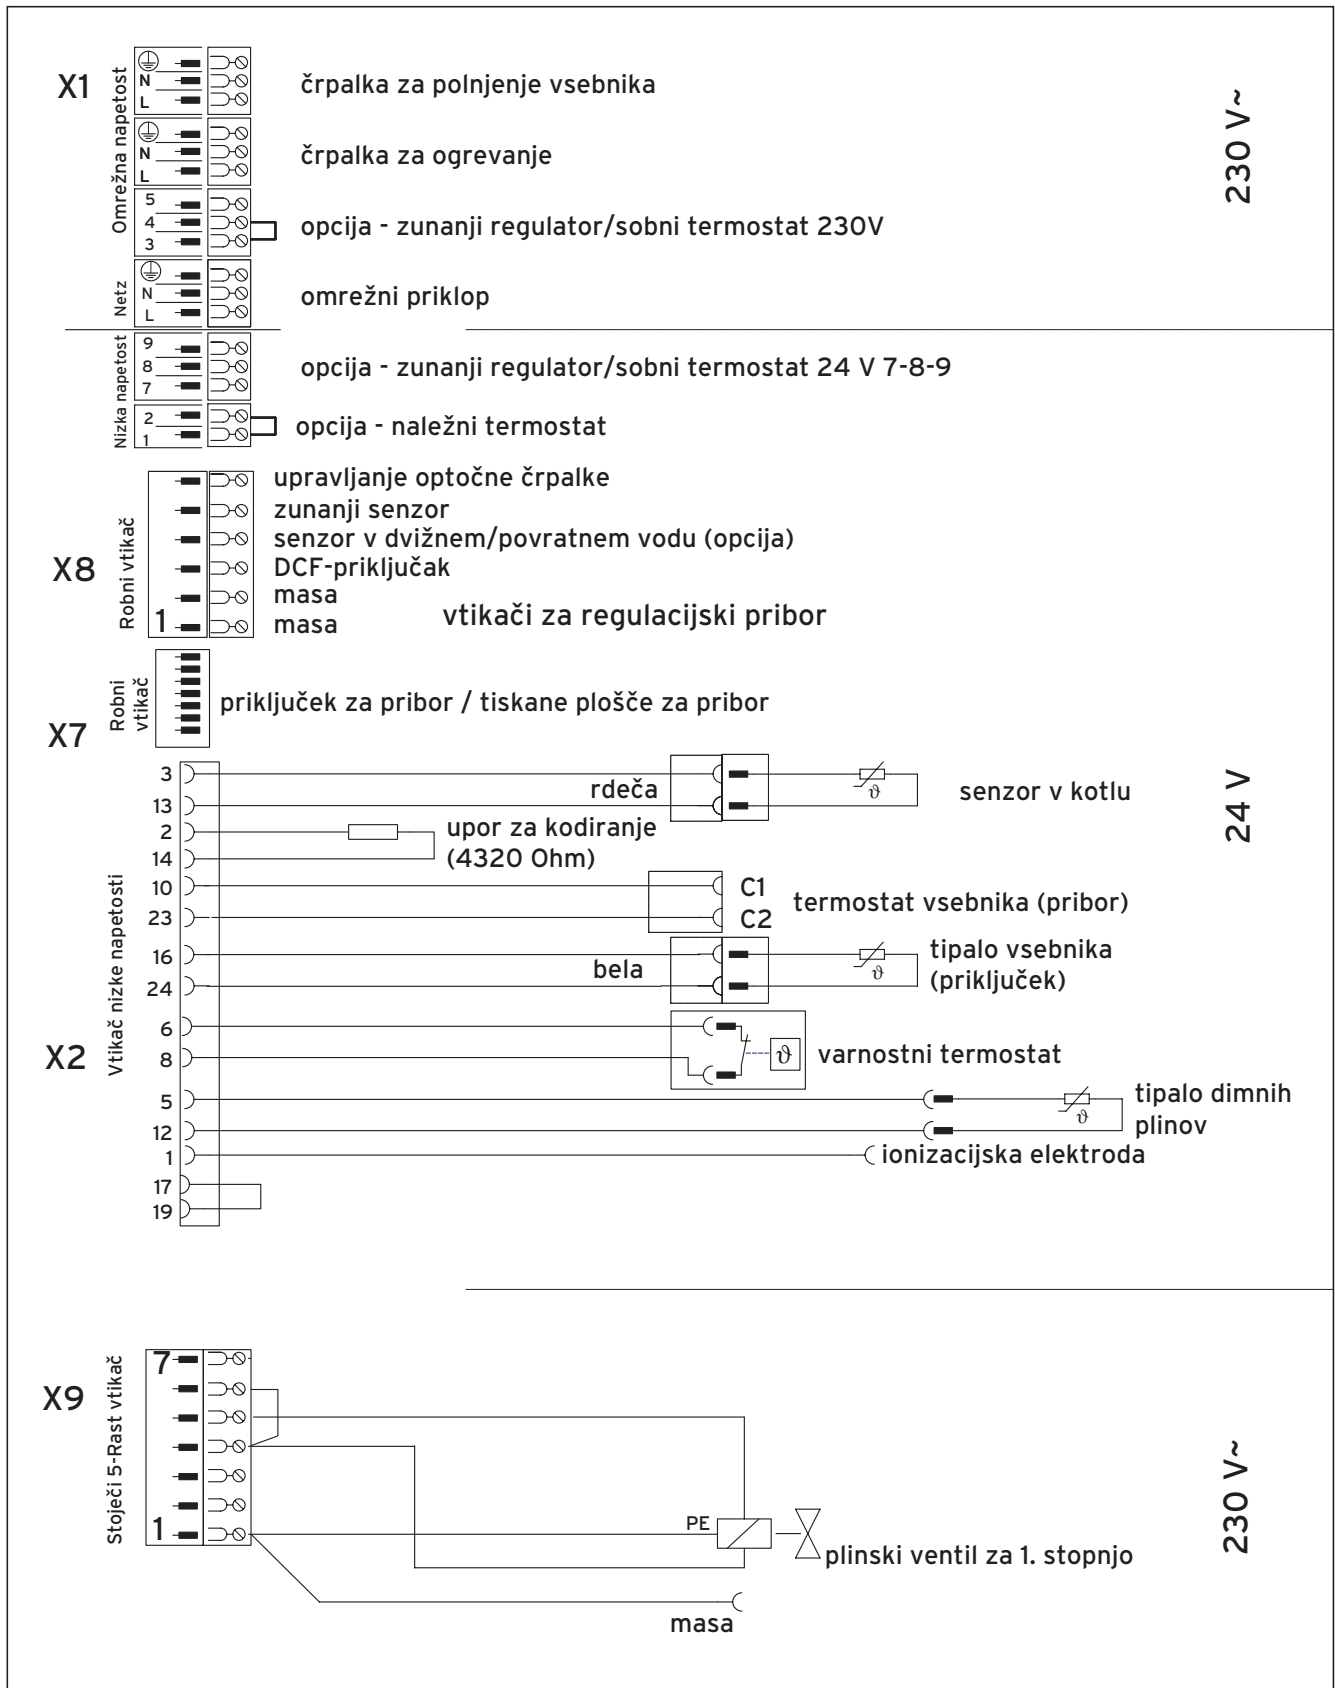 X1
Omrežna napetost
N
L
črpalka za polnjenje vsebnika
N
L
črpalka za ogrevanje
5
4
3
opcija - zunanji regulator/sobni termostat 230V
230 V~
Netz
N
L
omrežni priklop
Nizka napetost
9
8
7
opcija - zunanji regulator/sobni termostat 24 V 7-8-9
2
1
opcija - naležni termostat
X8
Robni vtikač
1
upravljanje optočne črpalke
zunanji senzor
senzor v dvižnem/povratnem vodu (opcija)
DCF-priključak
masa
masa
vtikači za regulacijski pribor
X7
Robni
vtikač
priključek za pribor / tiskane plošče za pribor
24 V
X2
Vtikač nizke napetosti
3
13
rdeča
ϑ
senzor v kotlu
2
14
upor za kodiranje
(4320 Ohm)
10
23
C1
C2
termostat vsebnika (pribor)
16
24
bela
ϑ
tipalo vsebnika
(priključek)
6
8
ϑ
varnostni termostat
5
12
ϑ
tipalo dimnih
plinov
1
ionizacijska elektroda
17
19
X9
Stoječi 5-Rast vtikač
7
1
PE
plinski ventil za 1. stopnjo
masa
230 V~